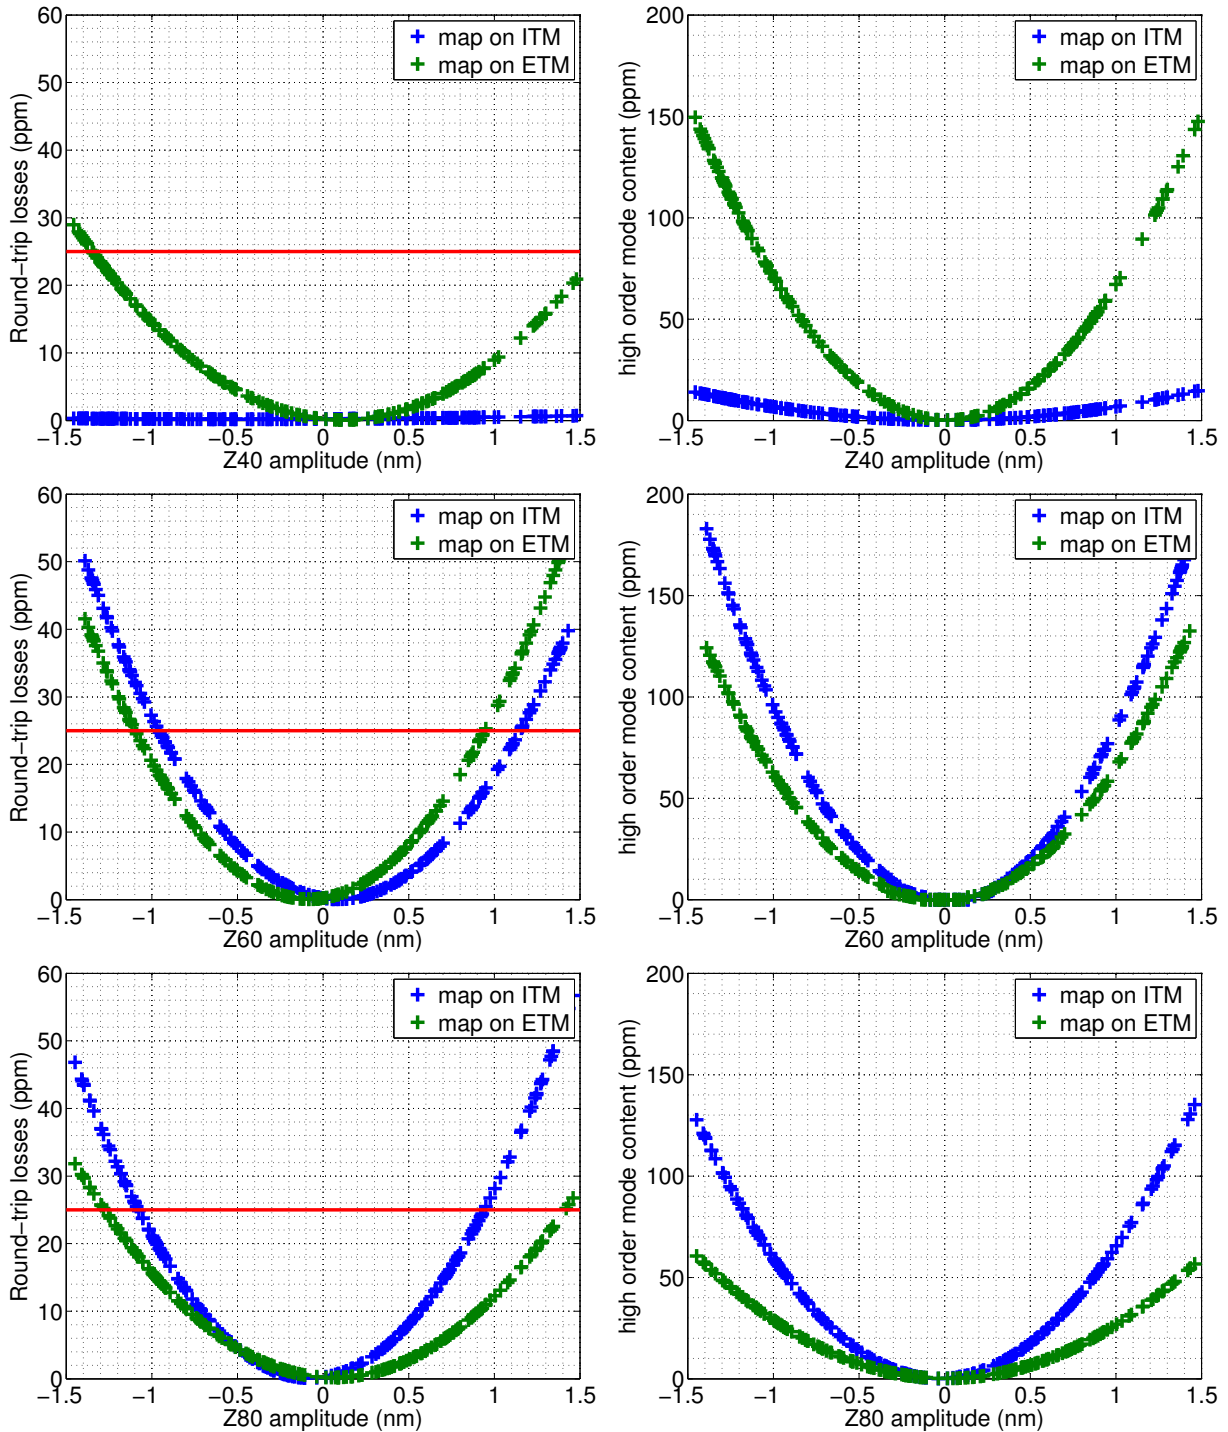 Round−trip losses (ppm)
60
50
40
30
20
10
0
−1.5 −1 −0.5 0 0.5 1 1.5
Z40 amplitude (nm)
map on ITM
map on ETM
high order mode content (ppm)
200
150
100
50
0
−1.5 −1 −0.5 0 0.5 1 1.5
Z40 amplitude (nm)
map on ITM
map on ETM
Round−trip losses (ppm)
60
50
40
30
20
10
0
−1.5 −1 −0.5 0 0.5 1 1.5
Z60 amplitude (nm)
map on ITM
map on ETM
high order mode content (ppm)
200
150
100
50
0
−1.5 −1 −0.5 0 0.5 1 1.5
Z60 amplitude (nm)
map on ITM
map on ETM
Round−trip losses (ppm)
60
50
40
30
20
10
0
−1.5 −1 −0.5 0 0.5 1 1.5
Z80 amplitude (nm)
map on ITM
map on ETM
high order mode content (ppm)
200
150
100
50
0
−1.5 −1 −0.5 0 0.5 1 1.5
Z80 amplitude (nm)
map on ITM
map on ETM